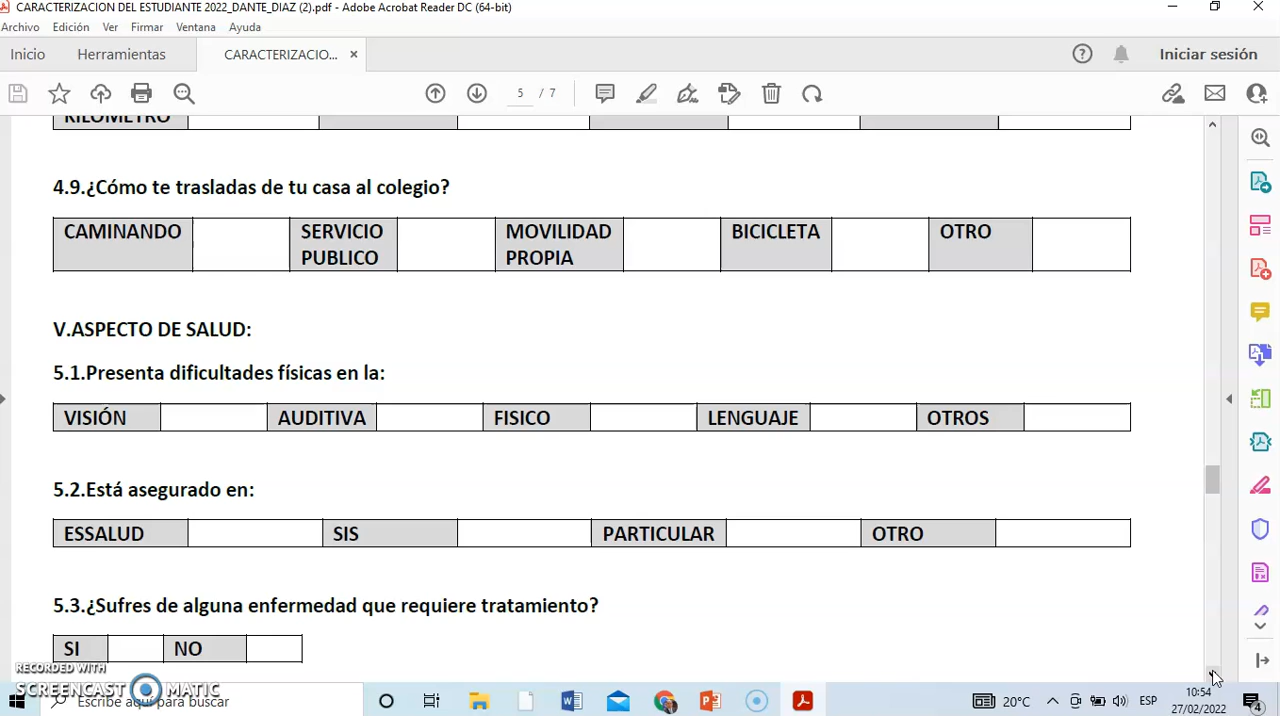 CARACTERIZACION DEL ESTUDIANTE 2022_DANTE_DIAZ (2).pdf - Adobe Acrobat Reader DC (64-bit)
Archivo Edición Ver Firmar Ventana Ayuda
Inicio Herramientas CARACTERIZACIO... × Iniciar sesión
5 / 7
KILOMETRO
4.9.¿Cómo te trasladas de tu casa al colegio?
CAMINANDO SERVICIO PUBLICO MOVILIDAD PROPIA BICICLETA OTRO
V.ASPECTO DE SALUD:
5.1.Presenta dificultades físicas en la:
VISIÓN AUDITIVA FISICO LENGUAJE OTROS
5.2.Está asegurado en:
ESSALUD SIS PARTICULAR OTRO
5.3.¿Sufres de alguna enfermedad que requiere tratamiento?
SI NO
RECORDED WITH
SCREENCAST MATIC
Escribe aquí para buscar
20°C ESP 10:54
27/02/2022 4